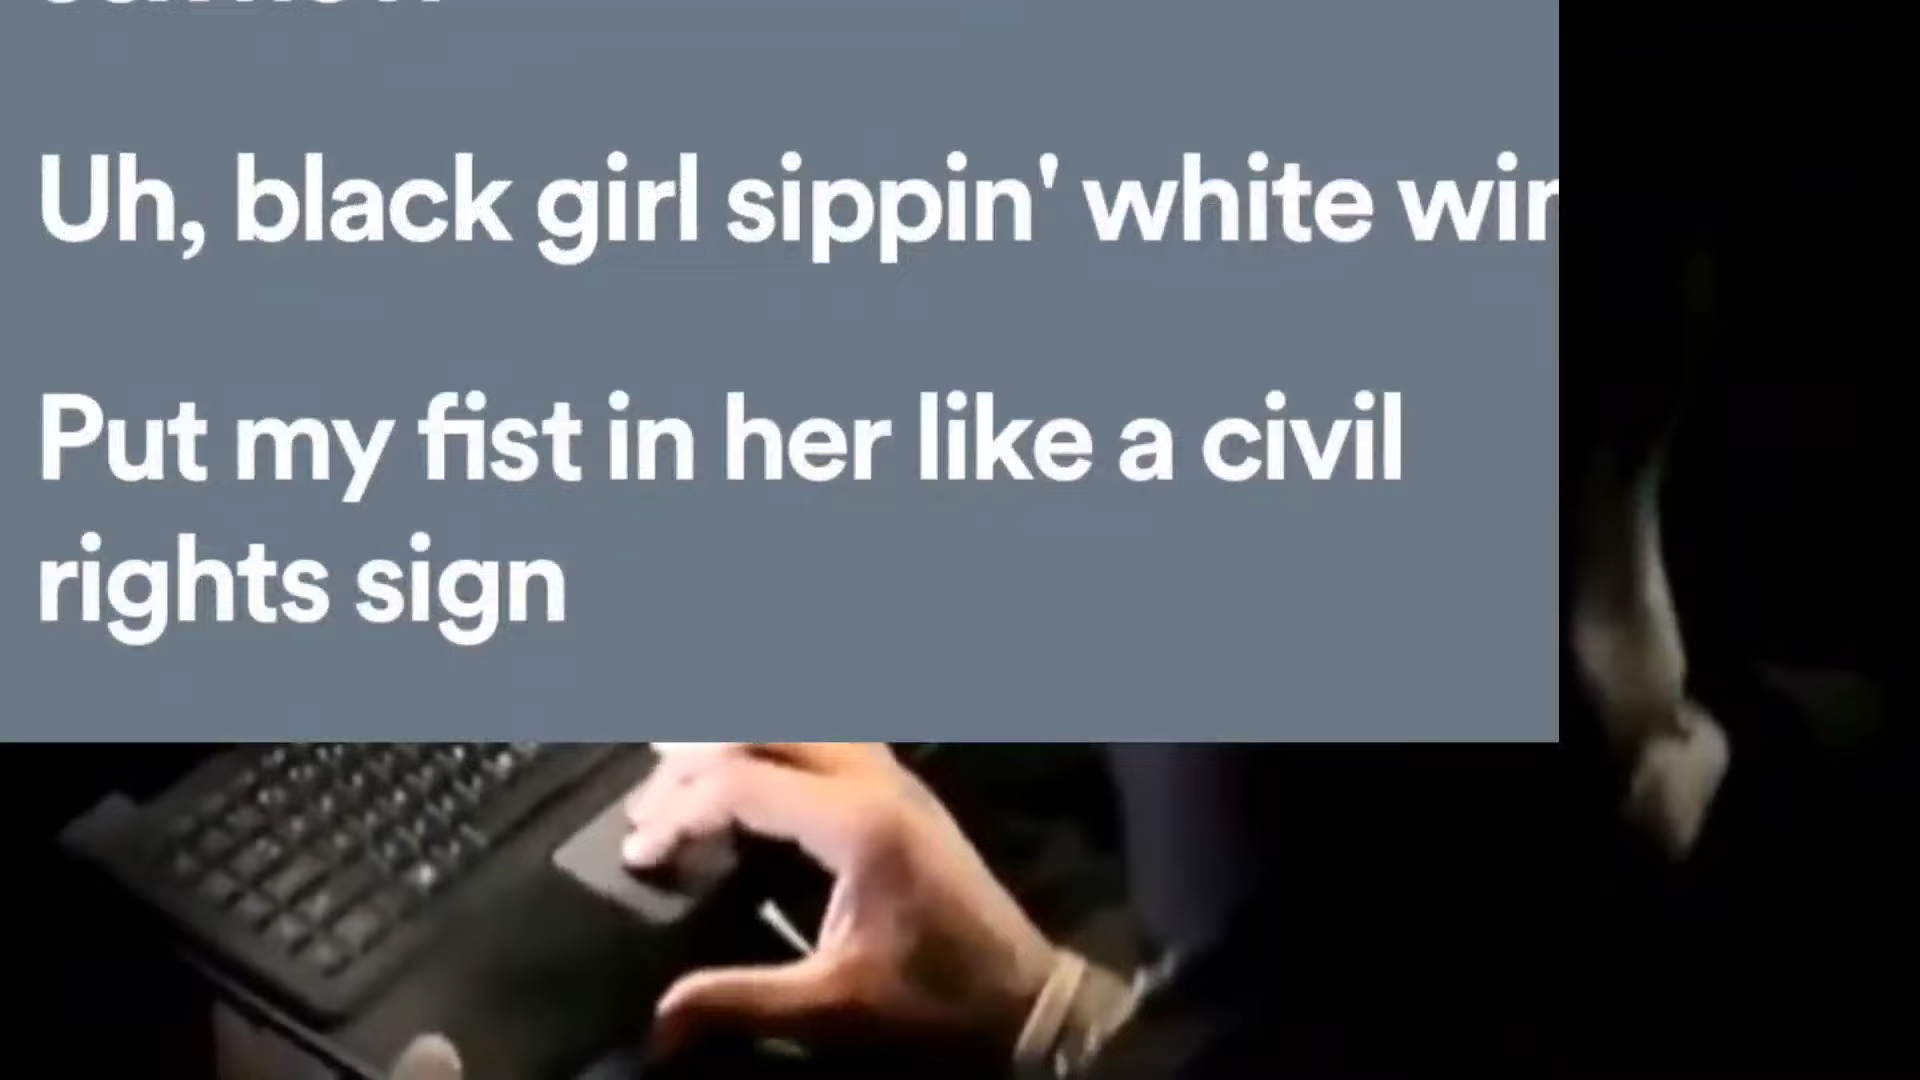 Uh, black girl sippin' white
Put my fist in her like a civil
rights sign